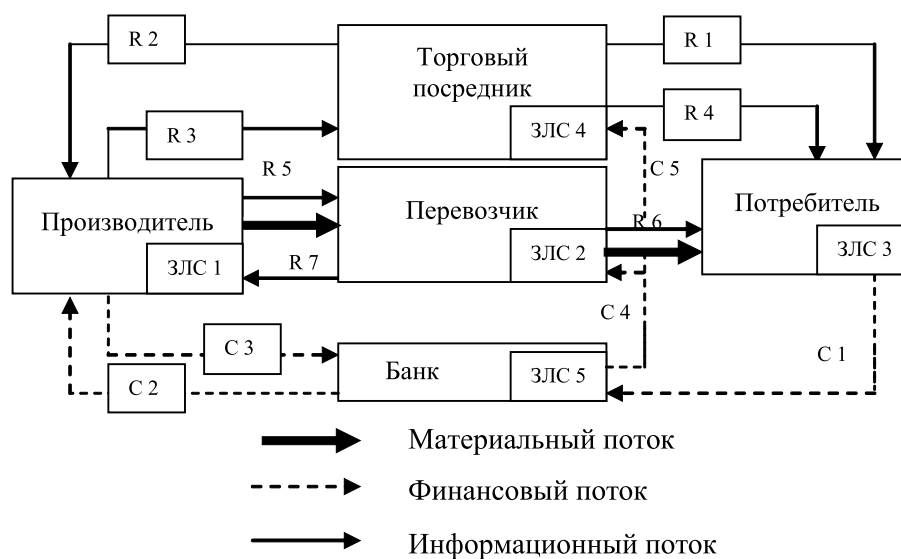 R 2
R 1
Торговый
посредник
R 4
R 3
ЗЛС 4
R 5
C 5
Производитель
Перевозчик
Потребитель
R 6
ЗЛС 1
ЗЛС 2
ЗЛС 3
R 7
C 4
C 3
C 1
Банк
ЗЛС 5
C 2
Материальный поток
Финансовый поток
Информационный поток